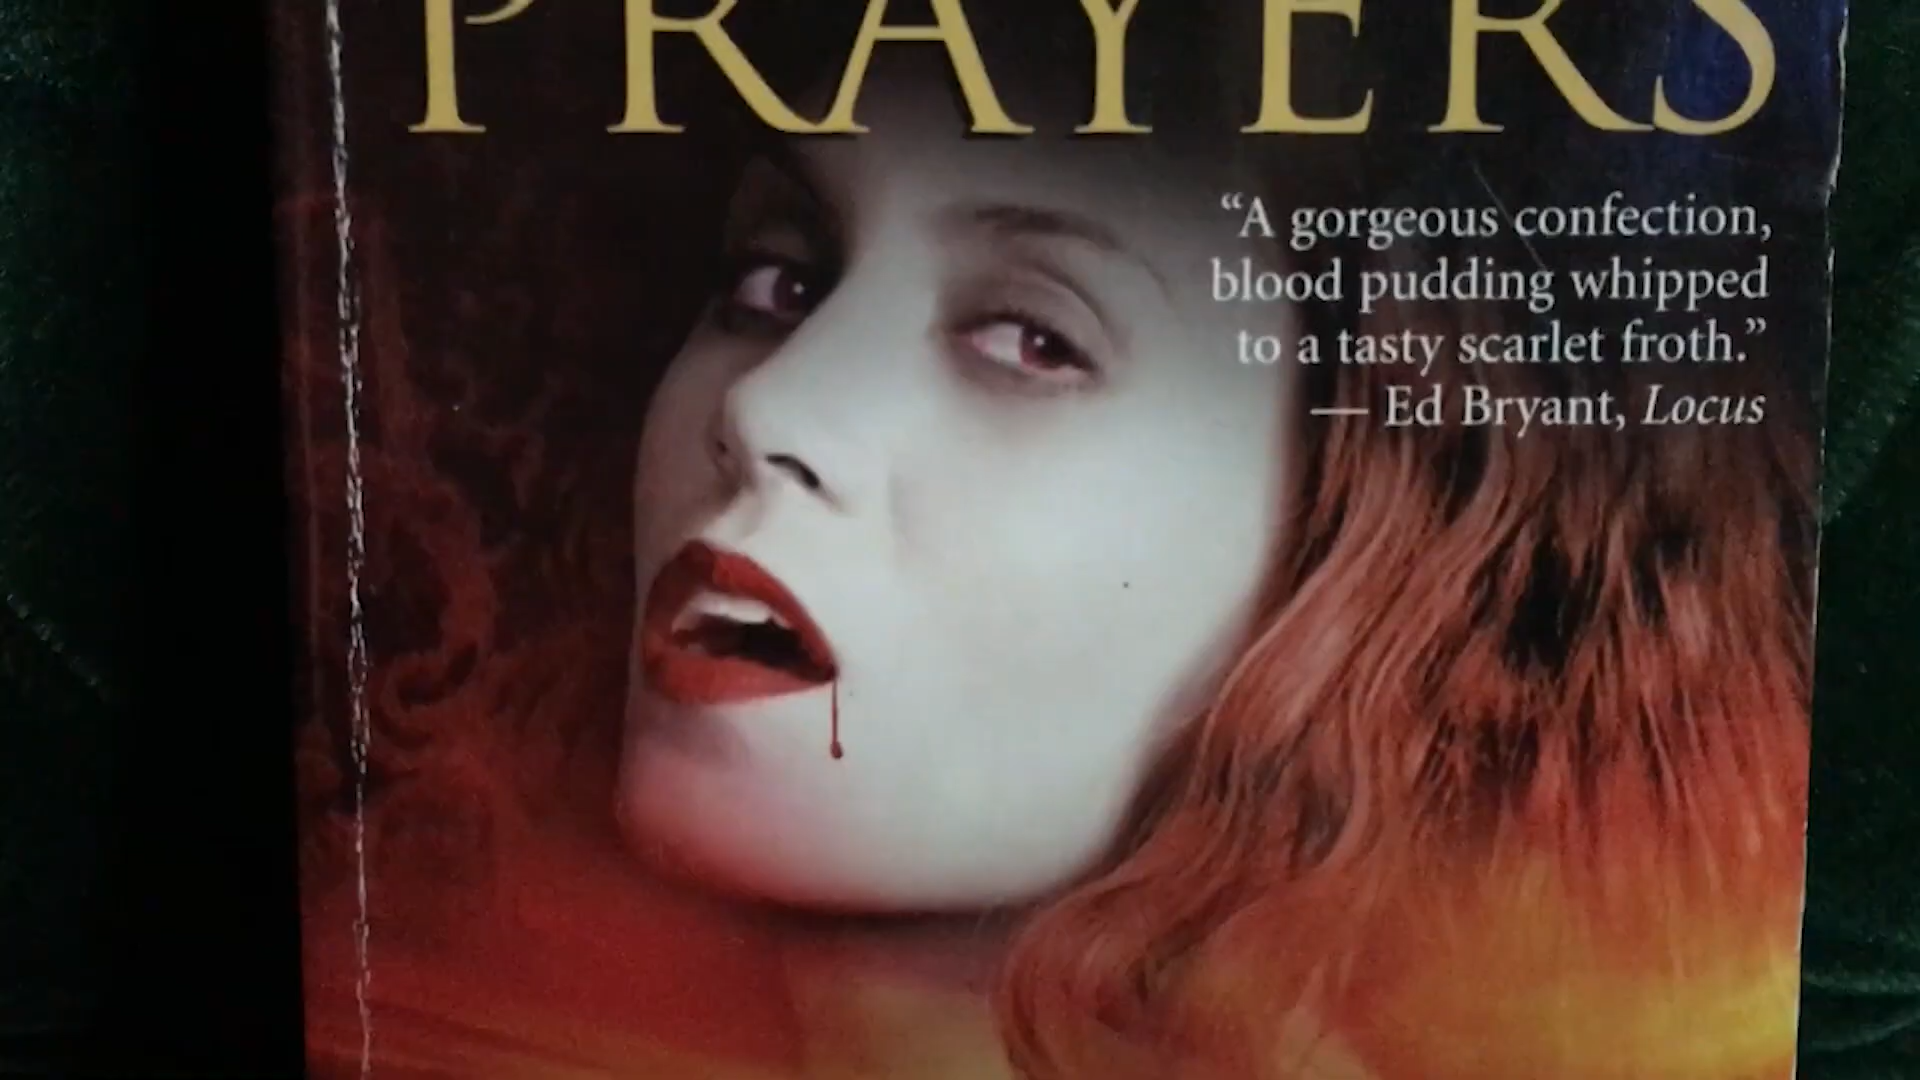 PRAYERS
“A gorgeous confection,
blood pudding whipped
to a tasty scarlet froth.”
— Ed Bryant, Locus